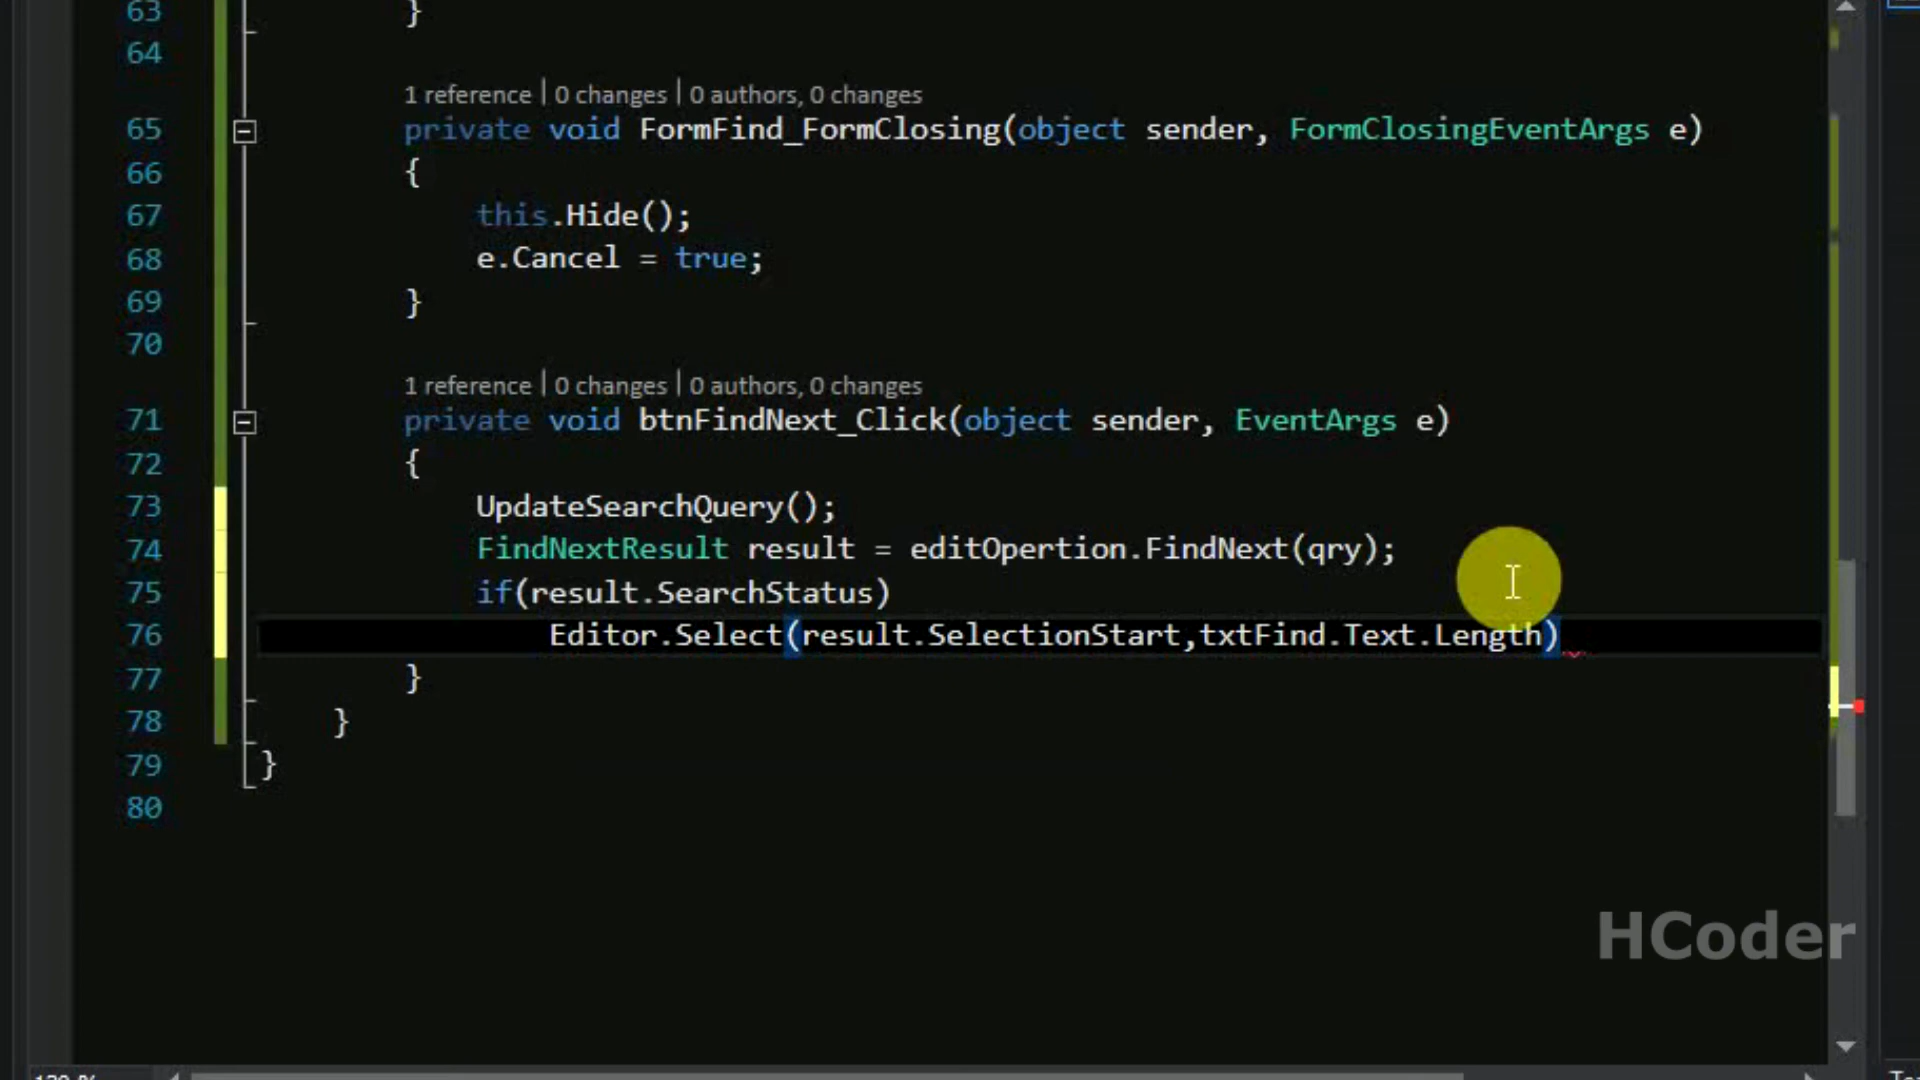 63 }
64
1 reference | 0 changes | 0 authors, 0 changes
65 private void FormFind_FormClosing(object sender, FormClosingEventArgs e)
66 {
67 this.Hide();
68 e.Cancel = true;
69 }
70
1 reference | 0 changes | 0 authors, 0 changes
71 private void btnFindNext_Click(object sender, EventArgs e)
72 {
73 UpdateSearchQuery();
74 FindNextResult result = editOpertion.FindNext(qry);
75 if(result.SearchStatus)
76 Editor.Select(result.SelectionStart,txtFind.Text.Length)
77 }
78 }
79 }
80
HCoder